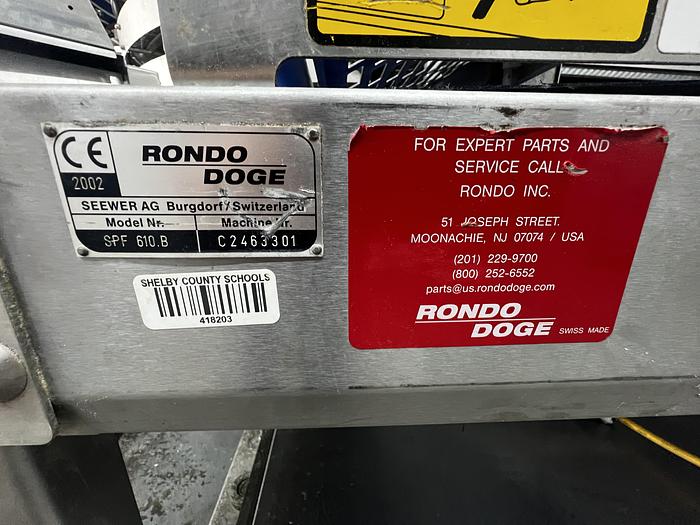 CE
2002
RONDO
DOGE
SEEWER AG Burgdorf/Switzerland
Model Nr. Machine Nr.
SPF 610.B C2463301
SHELBY COUNTY SCHOOLS
418203
FOR EXPERT PARTS AND
SERVICE CALL
RONDO INC.
51 JOSEPH STREET.
MOONACHIE, NJ 07074 / USA
(201) 229-9700
(800) 252-6552
parts@us.rondodoge.com
RONDO
DOGE SWISS MADE